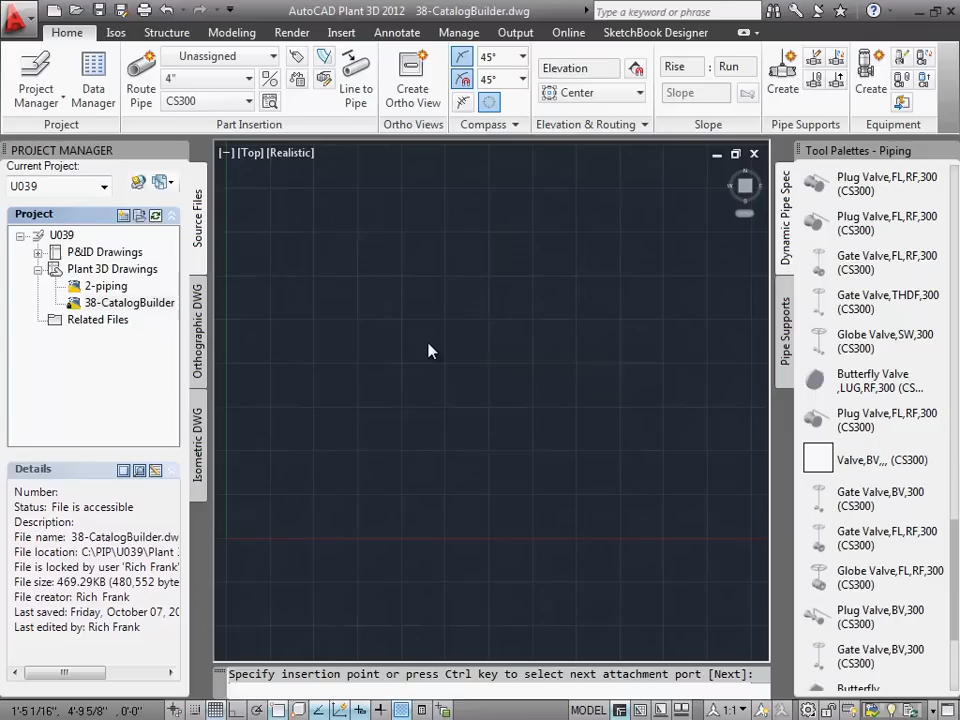 AutoCAD Plant 3D 2012   38-CatalogBuilder.dwg
Type a keyword or phrase
Home
Isos
Structure
Modeling
Render
Insert
Annotate
Manage
Output
Online
SketchBook Designer
Project Manager
Data Manager
Project
Route Pipe
Unassigned
4"
CS300
Line to Pipe
Part Insertion
Create Ortho View
Ortho Views
45°
45°
Compass
Elevation
Center
Elevation & Routing
Rise : Run
Slope
Slope
Create
Pipe Supports
Create
Equipment
PROJECT MANAGER
Current Project:
U039
Project
U039
P&ID Drawings
Plant 3D Drawings
2-piping
38-CatalogBuilder
Related Files
Source Files
Orthographic DWG
Isometric DWG
Details
Number:
Status: File is accessible
Description:
File name: 38-CatalogBuilder.dw
File location: C:\PIP\U039\Plant
File is locked by user 'Rich Frank'
File size: 469.29KB (480,552 byte
File creator: Rich Frank
Last saved: Friday, October 07, 20
Last edited by: Rich Frank
[−] [Top] [Realistic]
N
W
E
S
Specify insertion point or press Ctrl key to select next attachment port [Next]:
Tool Palettes - Piping
Dynamic Pipe Spec
Pipe Supports
Plug Valve,FL,RF,300
(CS300)
Plug Valve,FL,RF,300
(CS300)
Gate Valve,FL,RF,300
(CS300)
Gate Valve,THDF,300
(CS300)
Globe Valve,SW,300
(CS300)
Butterfly Valve
,LUG,RF,300 (CS...
Plug Valve,FL,RF,300
(CS300)
Valve,BV,,, (CS300)
Gate Valve,BV,300
(CS300)
Gate Valve,FL,RF,300
(CS300)
Globe Valve,FL,RF,300
(CS300)
Plug Valve,BV,300
(CS300)
Gate Valve,BV,300
(CS300)
Butterfly
1'-5 1/16", 4'-9 5/8", 0'-0"
MODEL
1:1